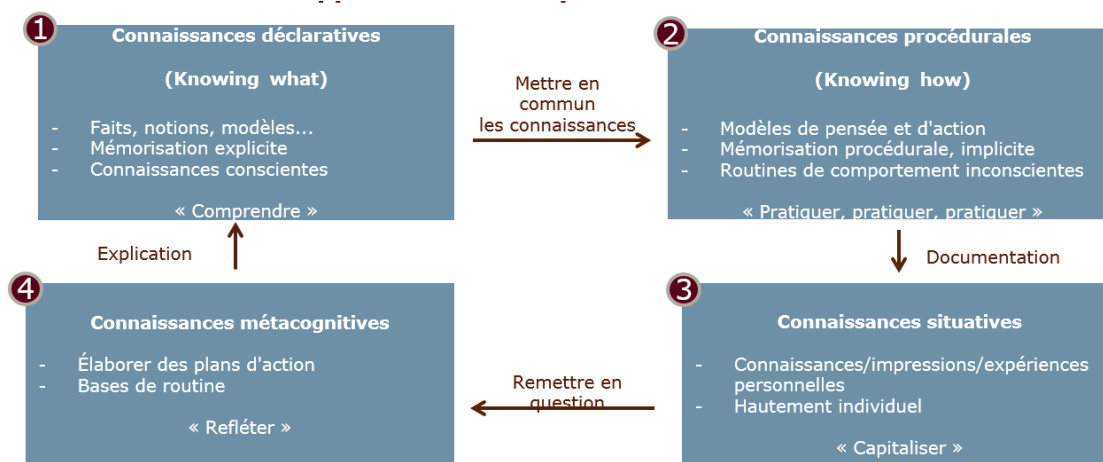 1
Connaissances déclaratives
(Knowing what)
- Faits, notions, modèles...
- Mémorisation explicite
- Connaissances conscientes
« Comprendre »
Mettre en
commun
les connaissances
2
Connaissances procédurales
(Knowing how)
- Modèles de pensée et d'action
- Mémorisation procédurale, implicite
- Routines de comportement inconscientes
« Pratiquer, pratiquer, pratiquer »
Explication
Documentation
4
Connaissances métacognitives
- Élaborer des plans d'action
- Bases de routine
« Refléter »
Remettre en
question
3
Connaissances situatives
- Connaissances/impressions/expériences
personnelles
- Hautement individuel
« Capitaliser »